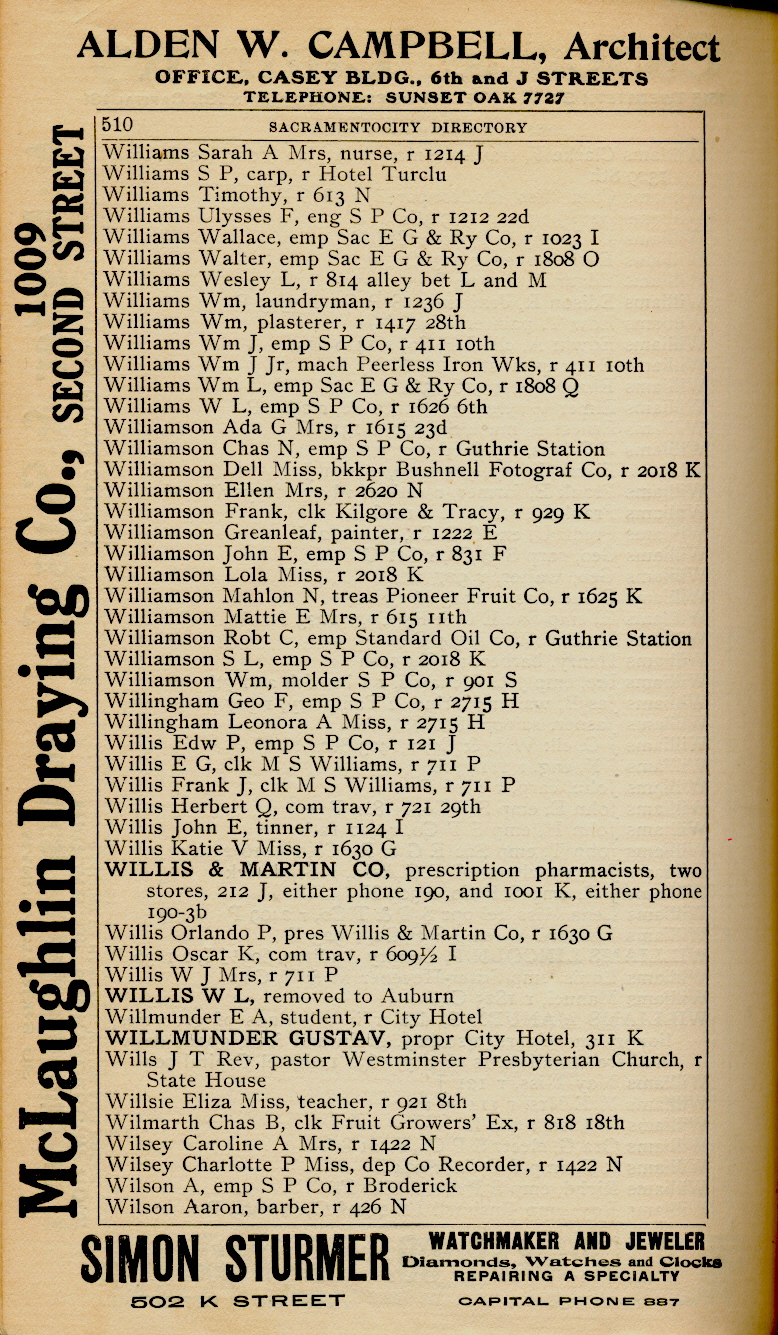 ALDEN W. CAMPBELL, Architect
OFFICE, CASEY BLDG., 6th and J STREETS
TELEPHONE: SUNSET OAK 7727
McLaughlin Draying Co., 1009 SECOND STREET
510 SACRAMENTOCITY DIRECTORY
Williams Sarah A Mrs, nurse, r 1214 J
Williams S P, carp, r Hotel Turclu
Williams Timothy, r 613 N
Williams Ulysses F, eng S P Co, r 1212 22d
Williams Wallace, emp Sac E G & Ry Co, r 1023 I
Williams Walter, emp Sac E G & Ry Co, r 1808 O
Williams Wesley L, r 814 alley bet L and M
Williams Wm, laundryman, r 1236 J
Williams Wm, plasterer, r 1417 28th
Williams Wm J, emp S P Co, r 411 10th
Williams Wm J Jr, mach Peerless Iron Wks, r 411 10th
Williams Wm L, emp Sac E G & Ry Co, r 1808 Q
Williams W L, emp S P Co, r 1626 6th
Williamson Ada G Mrs, r 1615 23d
Williamson Chas N, emp S P Co, r Guthrie Station
Williamson Dell Miss, bkkpr Bushnell Fotograf Co, r 2018 K
Williamson Ellen Mrs, r 2620 N
Williamson Frank, clk Kilgore & Tracy, r 929 K
Williamson Greanleaf, painter, r 1222 E
Williamson John E, emp S P Co, r 831 F
Williamson Lola Miss, r 2018 K
Williamson Mahlon N, treas Pioneer Fruit Co, r 1625 K
Williamson Mattie E Mrs, r 615 11th
Williamson Robt C, emp Standard Oil Co, r Guthrie Station
Williamson S L, emp S P Co, r 2018 K
Williamson Wm, molder S P Co, r 901 S
Willingham Geo F, emp S P Co, r 2715 H
Willingham Leonora A Miss, r 2715 H
Willis Edw P, emp S P Co, r 121 J
Willis E G, clk M S Williams, r 711 P
Willis Frank J, clk M S Williams, r 711 P
Willis Herbert Q, com trav, r 721 29th
Willis John E, tinner, r 1124 I
Willis Katie V Miss, r 1630 G
WILLIS & MARTIN CO, prescription pharmacists, two
stores, 212 J, either phone 190, and 1001 K, either phone
190-3b
Willis Orlando P, pres Willis & Martin Co, r 1630 G
Willis Oscar K, com trav, r 609½ I
Willis W J Mrs, r 711 P
WILLIS W L, removed to Auburn
Willmunder E A, student, r City Hotel
WILLMUNDER GUSTAV, propr City Hotel, 311 K
Wills J T Rev, pastor Westminster Presbyterian Church, r
State House
Willsie Eliza Miss, teacher, r 921 8th
Wilmarth Chas B, clk Fruit Growers' Ex, r 818 18th
Wilsey Caroline A Mrs, r 1422 N
Wilsey Charlotte P Miss, dep Co Recorder, r 1422 N
Wilson A, emp S P Co, r Broderick
Wilson Aaron, barber, r 426 N
SIMON STURMER
502 K STREET
WATCHMAKER AND JEWELER
Diamonds, Watches and Clocks
REPAIRING A SPECIALTY
CAPITAL PHONE 887